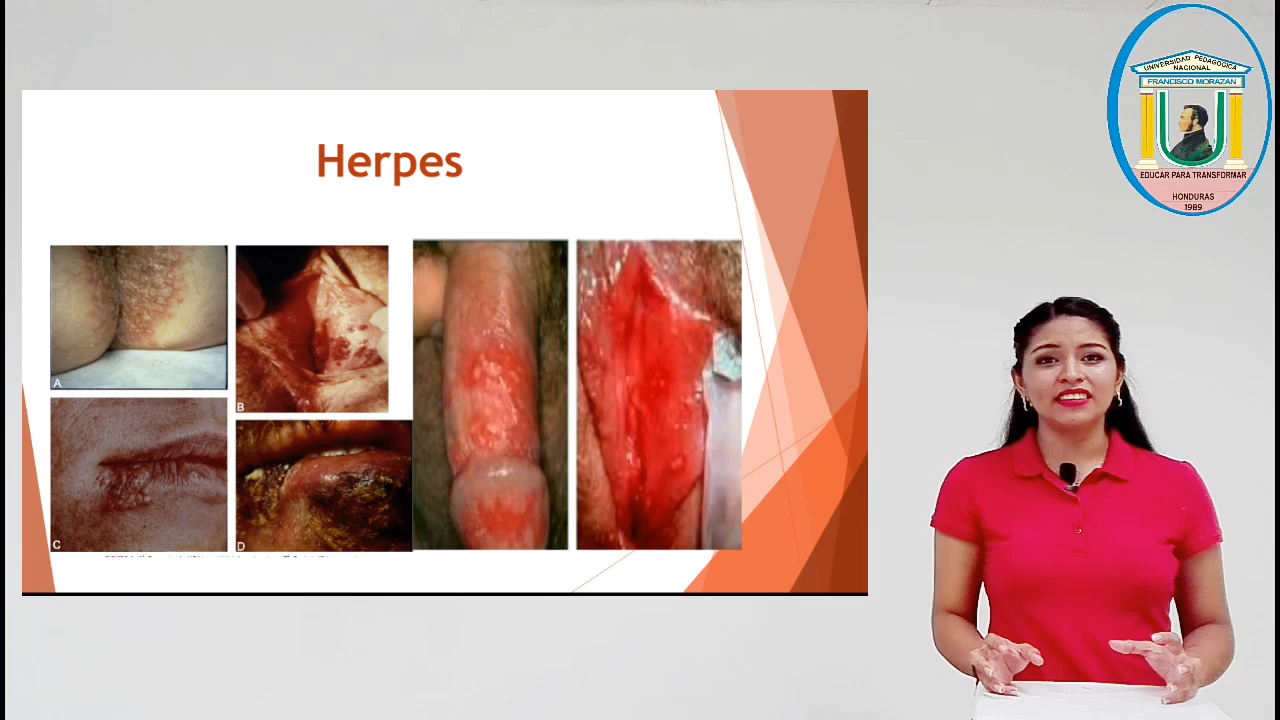 Herpes
A
B
C
D
UNIVERSIDAD PEDAGOGICA
NACIONAL
FRANCISCO MORAZAN
EDUCAR PARA TRANSFORMAR
HONDURAS
1989